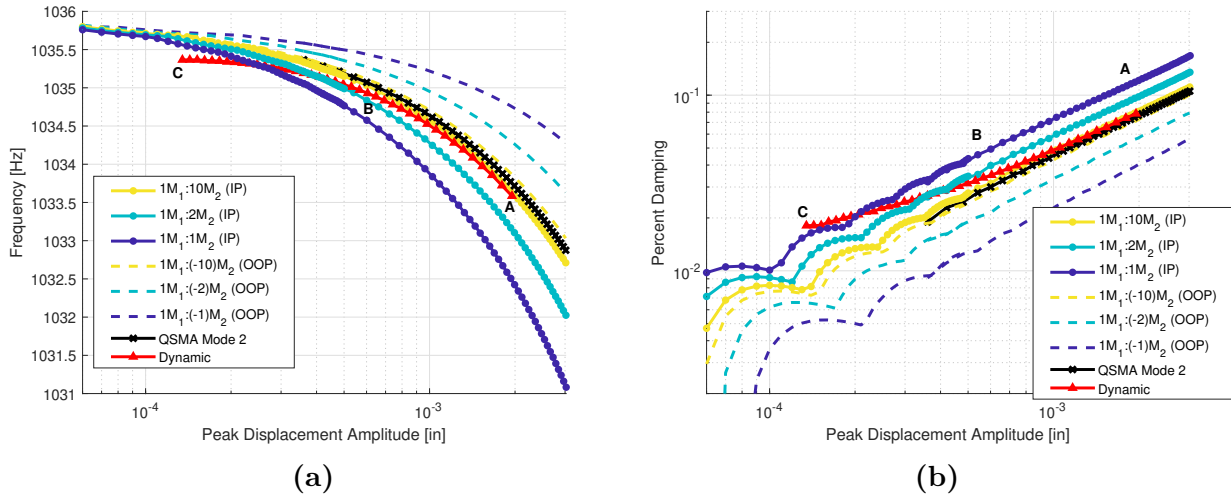 1036
1035.5
1035
1034.5
1034
1033.5
1033
1032.5
1032
1031.5
1031
Frequency [Hz]
C
B
A
1M₁:10M₂ (IP)
1M₁:2M₂ (IP)
1M₁:1M₂ (IP)
1M₁:(-10)M₂ (OOP)
1M₁:(-2)M₂ (OOP)
1M₁:(-1)M₂ (OOP)
QSMA Mode 2
Dynamic
10⁻⁴
10⁻³
Peak Displacement Amplitude [in]
(a)
10⁻¹
10⁻²
Percent Damping
A
B
C
1M₁:10M₂ (IP)
1M₁:2M₂ (IP)
1M₁:1M₂ (IP)
1M₁:(-10)M₂ (OOP)
1M₁:(-2)M₂ (OOP)
1M₁:(-1)M₂ (OOP)
QSMA Mode 2
Dynamic
10⁻⁴
10⁻³
Peak Displacement Amplitude [in]
(b)